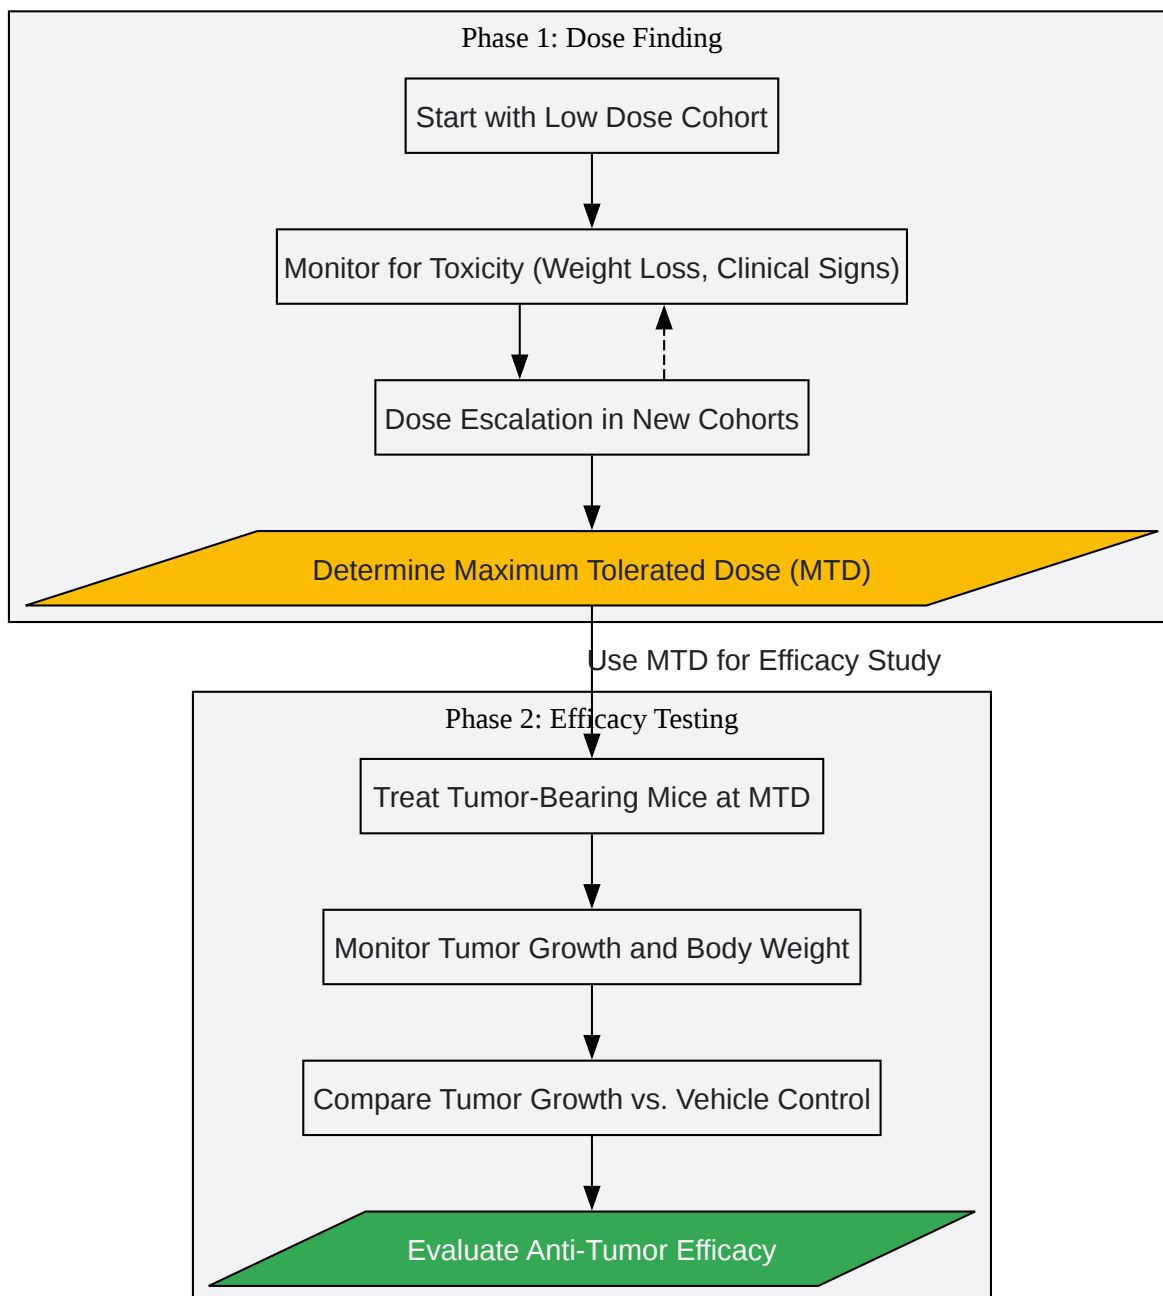 Phase 1: Dose Finding
Start with Low Dose Cohort
Monitor for Toxicity (Weight Loss, Clinical Signs)
Dose Escalation in New Cohorts
Determine Maximum Tolerated Dose (MTD)
Use MTD for Efficacy Study
Phase 2: Efficacy Testing
Treat Tumor-Bearing Mice at MTD
Monitor Tumor Growth and Body Weight
Compare Tumor Growth vs. Vehicle Control
Evaluate Anti-Tumor Efficacy